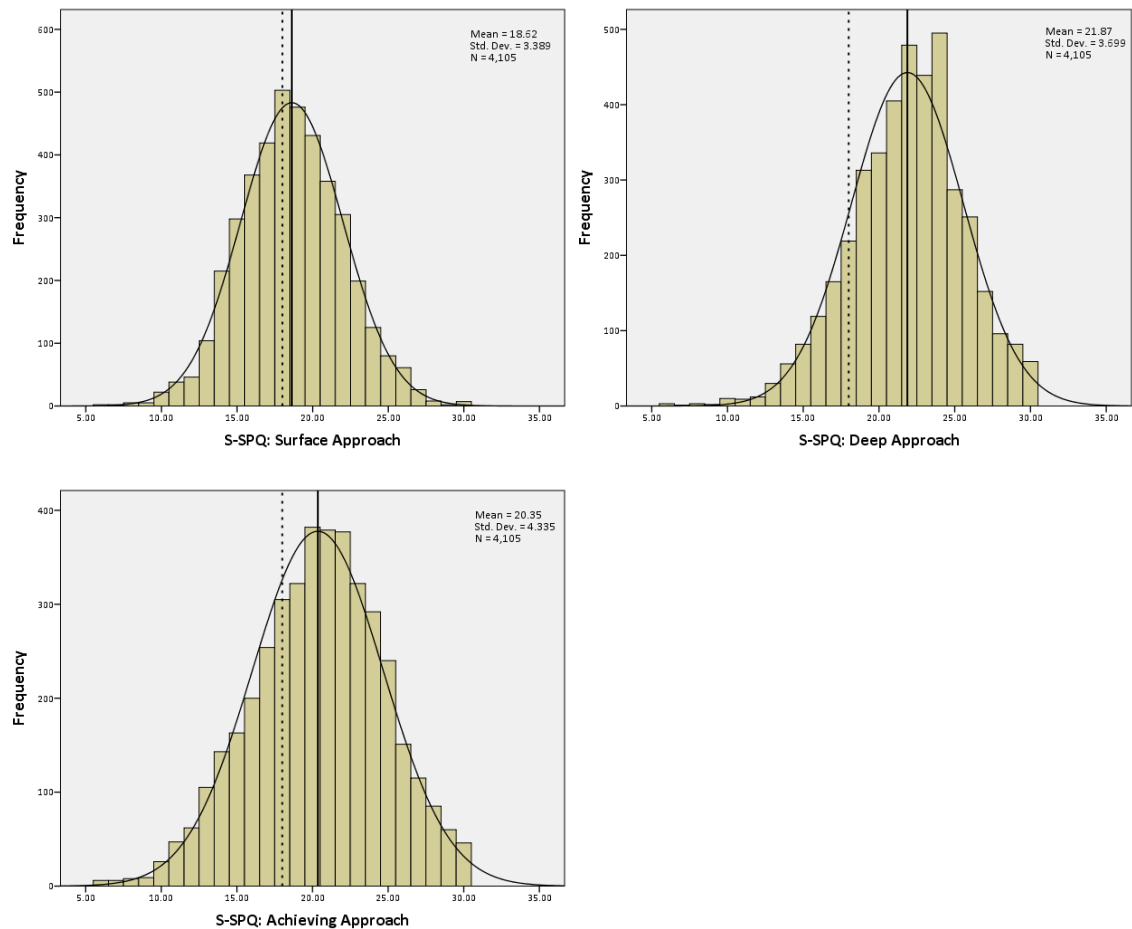 Mean = 18.62
Std. Dev. = 3.389
N = 4,105
600
500
400
300
200
100
0
Frequency
5.00 10.00 15.00 20.00 25.00 30.00 35.00
S-SPQ: Surface Approach
Mean = 21.87
Std. Dev. = 3.699
N = 4,105
500
400
300
200
100
0
Frequency
5.00 10.00 15.00 20.00 25.00 30.00 35.00
S-SPQ: Deep Approach
Mean = 20.35
Std. Dev. = 4.335
N = 4,105
400
300
200
100
0
Frequency
5.00 10.00 15.00 20.00 25.00 30.00 35.00
S-SPQ: Achieving Approach